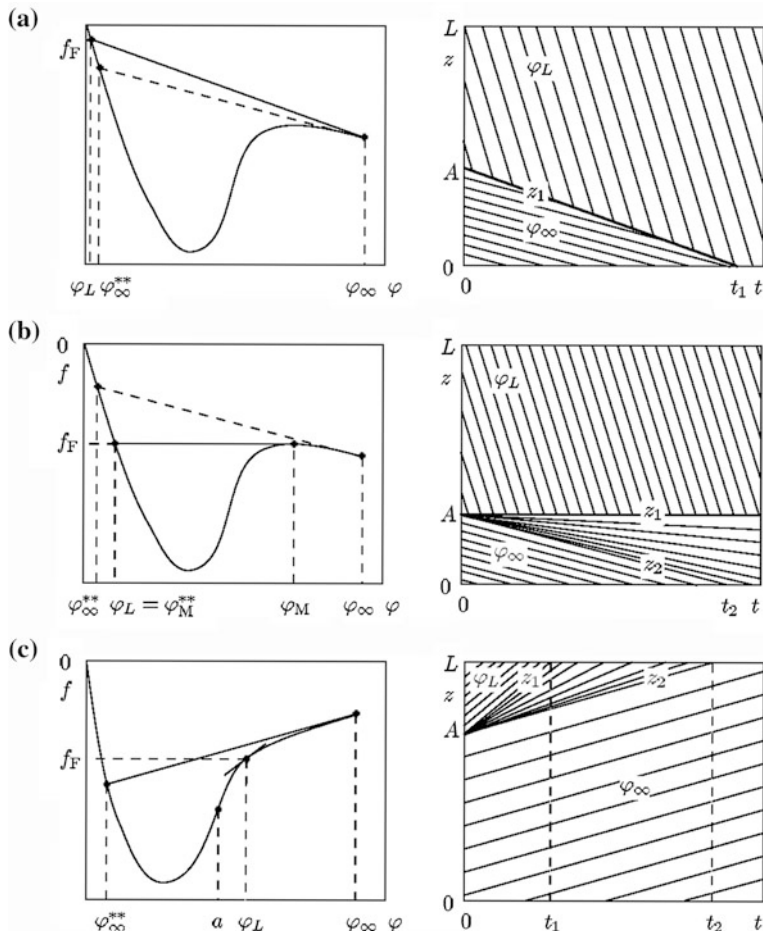 (a)
f_F
φ_L φ_∞^** φ_∞ φ
L
z
A
0
φ_L
z_1
φ_∞
0 t_1 t
(b)
0
f
f_F
φ_∞^** φ_L = φ_M^** φ_M φ_∞ φ
L
z
A
0
φ_L
z_1
φ_∞
z_2
0 t_2 t
(c)
0
f
f_F
φ_∞^** a φ_L φ_∞ φ
L
z
A
0
φ_L z_1 z_2
φ_∞
0 t_1 t_2 t